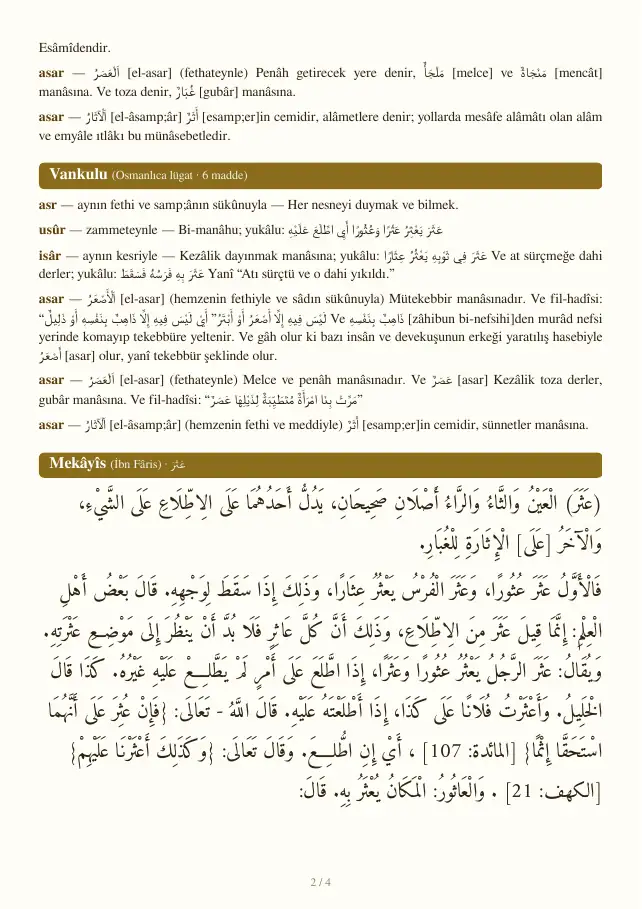 Esâmîdendir.
asar — اَلْعَصَرُ [el-asar] (fethateynle) Penâh getirecek yere denir, مَلْجَأٌ [melce] ve مَنْجَاةٌ [mencât]
manâsına. Ve toza denir, غُبَارٌ [gubâr] manâsına.
asar — اَلْآثَارُ [el-âsamp;âr] أَثَرٌ [esamp;er]in cemidir, alâmetlere denir; yollarda mesâfe alâmâtı olan alâm
ve emyâle ıtlâkı bu münâsebetledir.
Vankulu (Osmanlıca lügat · 6 madde)
asr — aynın fethi ve samp;ânın sükûnuyla — Her nesneyi duymak ve bilmek.
usûr — zammeteynle — Bi-manâhu; yukâlu: عَثَرَ يَعْثِرُ عَثْرًا وَعُثُورًا أَيِ اطَّلَعَ عَلَيْهِ
isâr — aynın kesriyle — Kezâlik dayınmak manâsına; yukâlu: عَثَرَ فِي ثَوْبِهِ يَعْثُرُ عِثَارًا Ve at sürçmeğe dahi
derler; yukâlu: عَثَرَ بِهِ فَرَسُهُ فَسَقَطَ Yanî “Atı sürçtü ve o dahi yıkıldı.”
asar — اَلْأَصْعَرُ [el-asar] (hemzenin fethiyle ve sâdın sükûnuyla) Mütekebbir manâsınadır. Ve fil-hadîsi:
“لَيْسَ فِيهِ إِلَّا أَصْعَرُ أَوْ أَبْتَرُ” أَيْ لَيْسَ فِيهِ إِلَّا ذَاهِبٌ بِنَفْسِهِ أَوْ ذَلِيلٌ Ve ذَاهِبٌ بِنَفْسِهِ [zâhibun bi-nefsihi]den murâd nefsi
yerinde komayıp tekebbüre yeltenir. Ve gâh olur ki bazı insân ve devekuşunun erkeği yaratılış hasebiyle
أَصْعَرُ [asar] olur, yanî tekebbür şeklinde olur.
asar — اَلْعَصَرُ [el-asar] (fethateynle) Melce ve penâh manâsınadır. Ve عَصَرٌ [asar] Kezâlik toza derler,
gubâr manâsına. Ve fil-hadîsi: “مَرَّتْ بِنَا امْرَأَةٌ مُتَطَيِّبَةٌ لِذَيْلِهَا عَصَرٌ”
asar — اَلْآثَارُ [el-âsamp;âr] (hemzenin fethi ve meddiyle) أَثَرٌ [esamp;er]in cemidir, sünnetler manâsına.
Mekâyîs (İbn Fâris) · عَثَرَ
(عَثَرَ) الْعَيْنُ وَالثَّاءُ وَالرَّاءُ أَصْلَانِ صَحِيحَانِ، يَدُلُّ أَحَدُهُمَا عَلَى الِاطِّلَاعِ عَلَى الشَّيْءِ،
وَالْآخَرُ [عَلَى] الْإِثَارَةِ لِلْغُبَارِ.
فَالْأَوَّلُ عَثَرَ عُثُورًا، وَعَثَرَ الْفُرْسُ يَعْثُرُ عِثَارًا، وَذَلِكَ إِذَا سَقَطَ لِوَجْهِهِ. قَالَ بَعْضُ أَهْلِ
الْعِلْمِ: إِنَّمَا قِيلَ عَثَرَ مِنَ الِاطِّلَاعِ، وَذَلِكَ أَنَّ كُلَّ عَاثِرٍ فَلَا بُدَّ أَنْ يَنْظُرَ إِلَى مَوْضِعِ عَثْرَتِهِ.
وَيُقَالُ: عَثَرَ الرَّجُلُ يَعْثُرُ عُثُورًا وَعَثْرًا، إِذَا اطَّلَعَ عَلَى أَمْرٍ لَمْ يَطَّلِعْ عَلَيْهِ غَيْرُهُ. كَذَا قَالَ
الْخَلِيلُ. وَأَعْثَرْتُ فُلَانًا عَلَى كَذَا، إِذَا أَطْلَعْتَهُ عَلَيْهِ. قَالَ اللَّهُ - تَعَالَى: {فَإِنْ عُثِرَ عَلَى أَنَّهُمَا
اسْتَحَقَّا إِثْمًا} [المائدة: 107] ، أَيْ إِنِ اطُّلِعَ. وَقَالَ تَعَالَى: {وَكَذَلِكَ أَعْثَرْنَا عَلَيْهِمْ}
[الكهف: 21] . وَالْعَاثُورُ: الْمَكَانُ يُعْثَرُ بِهِ. قَالَ:
2 / 4